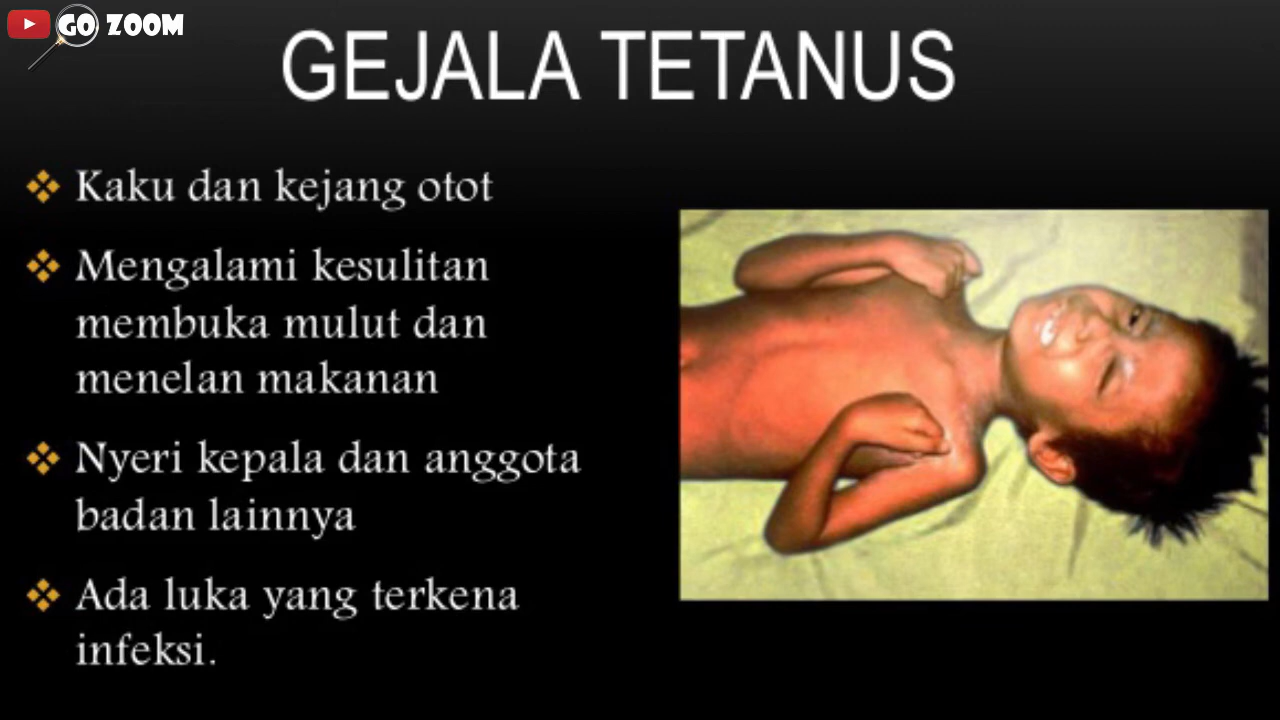 GO ZOOM
GEJALA TETANUS
Kaku dan kejang otot
Mengalami kesulitan
membuka mulut dan
menelan makanan
Nyeri kepala dan anggota
badan lainnya
Ada luka yang terkena
infeksi.